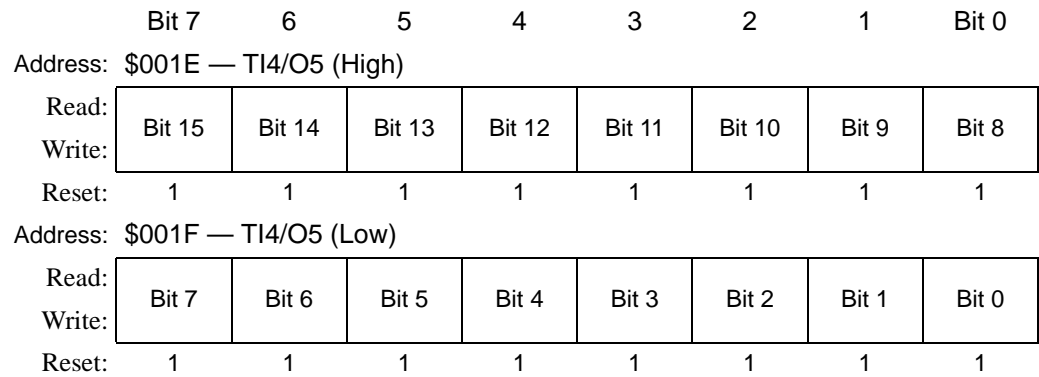 Bit 7 6 5 4 3 2 1 Bit 0
Address: $001E — TI4/O5 (High)
Read:
Bit 15 Bit 14 Bit 13 Bit 12 Bit 11 Bit 10 Bit 9 Bit 8
Write:
Reset: 1 1 1 1 1 1 1 1
Address: $001F — TI4/O5 (Low)
Read:
Bit 7 Bit 6 Bit 5 Bit 4 Bit 3 Bit 2 Bit 1 Bit 0
Write:
Reset: 1 1 1 1 1 1 1 1